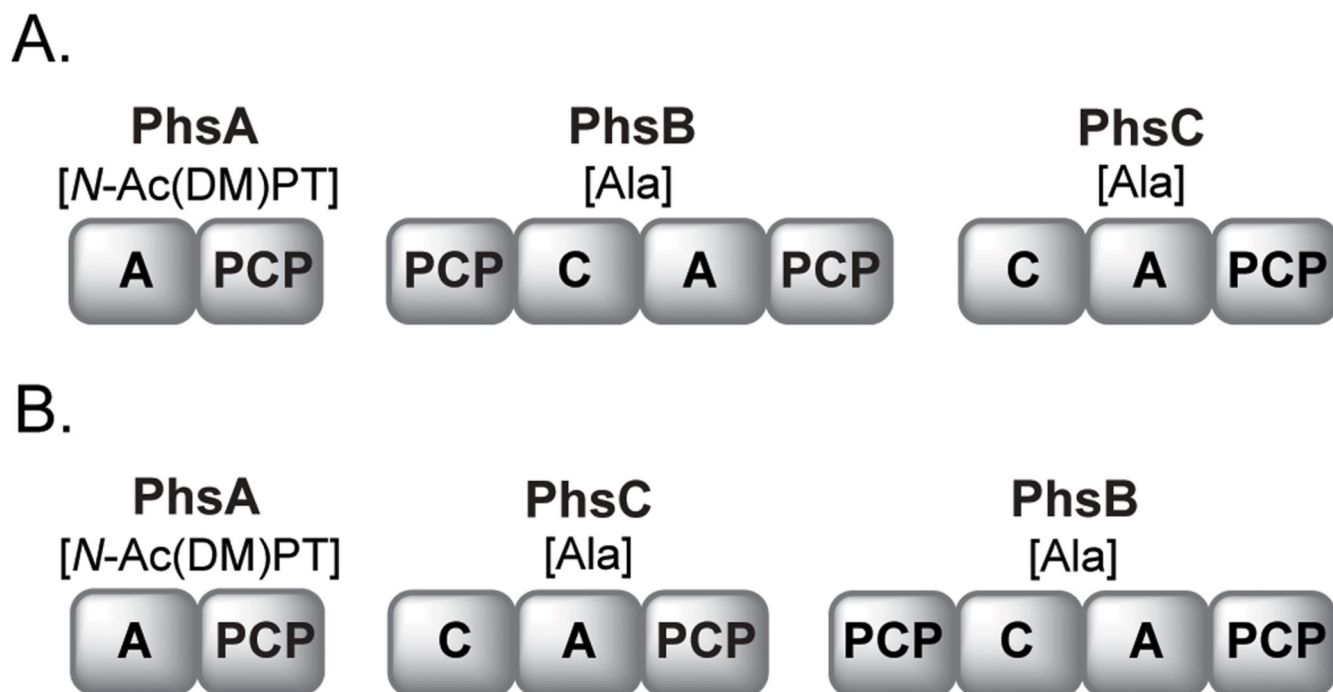 A.
PhsA PhsB PhsC
[N-Ac(DM)PT] [Ala] [Ala]
A PCP PCP C A PCP C A PCP
B.
PhsA PhsC PhsB
[N-Ac(DM)PT] [Ala] [Ala]
A PCP C A PCP PCP C A PCP